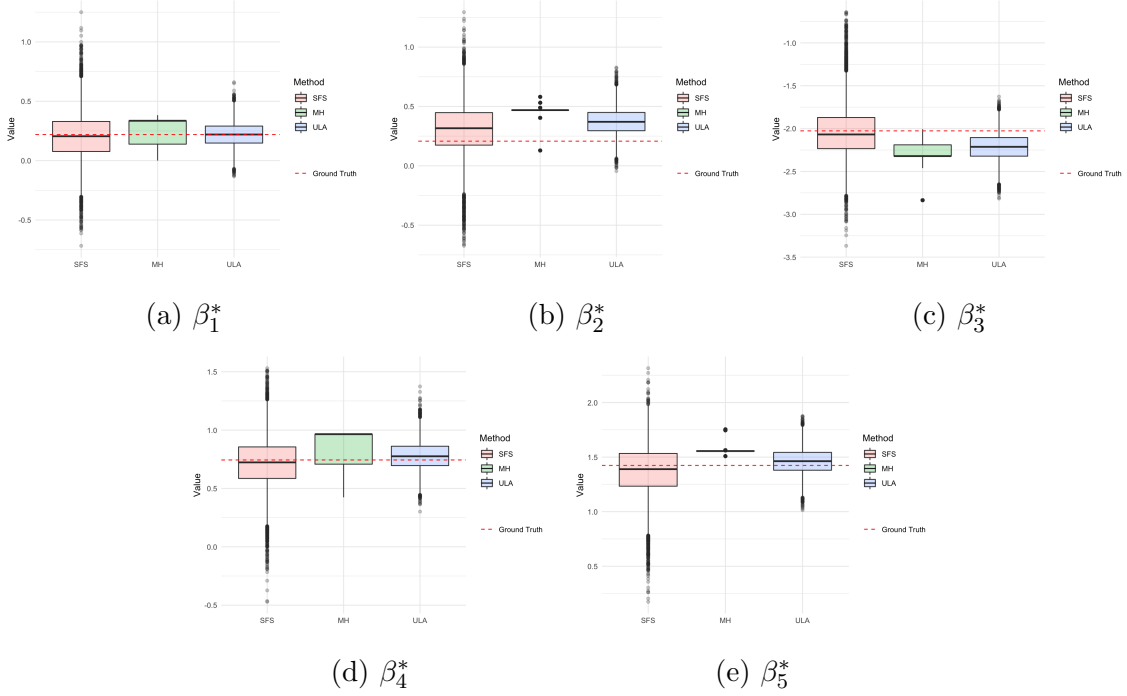 1.0
0.5
0.0
-0.5
Value
SFS
MH
ULA
Method
SFS
MH
ULA
Ground Truth
(a) β₁*
1.0
0.5
0.0
-0.5
Value
SFS
MH
ULA
Method
SFS
MH
ULA
Ground Truth
(b) β₂*
-1.0
-1.5
-2.0
-2.5
-3.0
-3.5
Value
SFS
MH
ULA
Method
SFS
MH
ULA
Ground Truth
(c) β₃*
1.5
1.0
0.5
0.0
-0.5
Value
SFS
MH
ULA
Method
SFS
MH
ULA
Ground Truth
(d) β₄*
2.0
1.5
1.0
0.5
Value
SFS
MH
ULA
Method
SFS
MH
ULA
Ground Truth
(e) β₅*